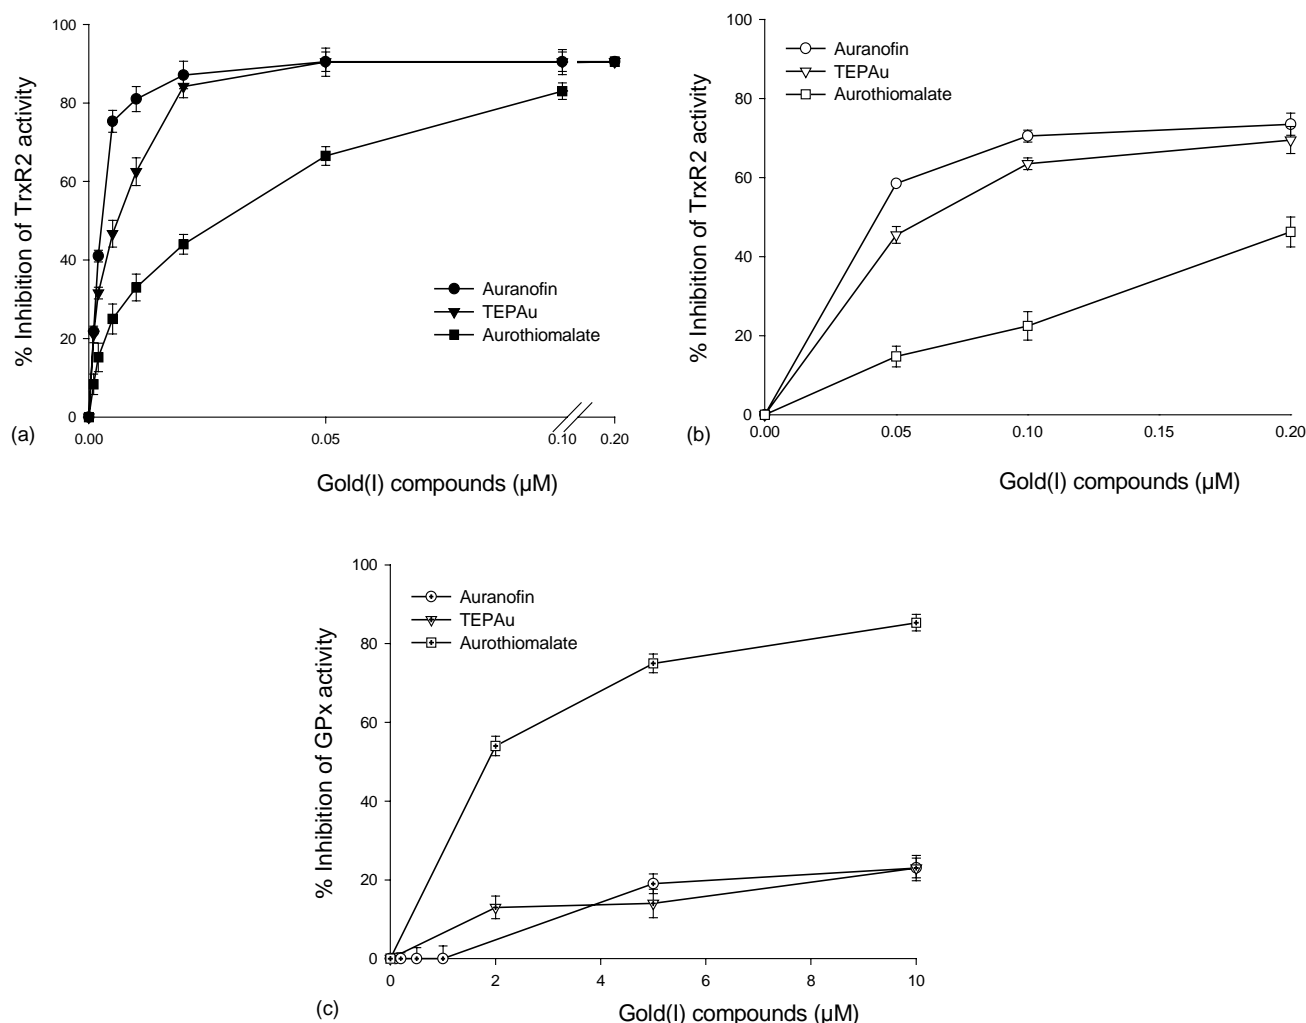 100
80
60
40
20
0
% Inhibition of TrxR2 activity
Auranofin
TEPAu
Aurothiomalate
0.00
0.05
0.10
0.20
(a)
Gold(I) compounds (µM)
100
80
60
40
20
0
% Inhibition of TrxR2 activity
Auranofin
TEPAu
Aurothiomalate
0.00
0.05
0.10
0.15
0.20
(b)
Gold(I) compounds (µM)
100
80
60
40
20
0
% Inhibition of GPx activity
Auranofin
TEPAu
Aurothiomalate
0
2
4
6
8
10
(c)
Gold(I) compounds (µM)